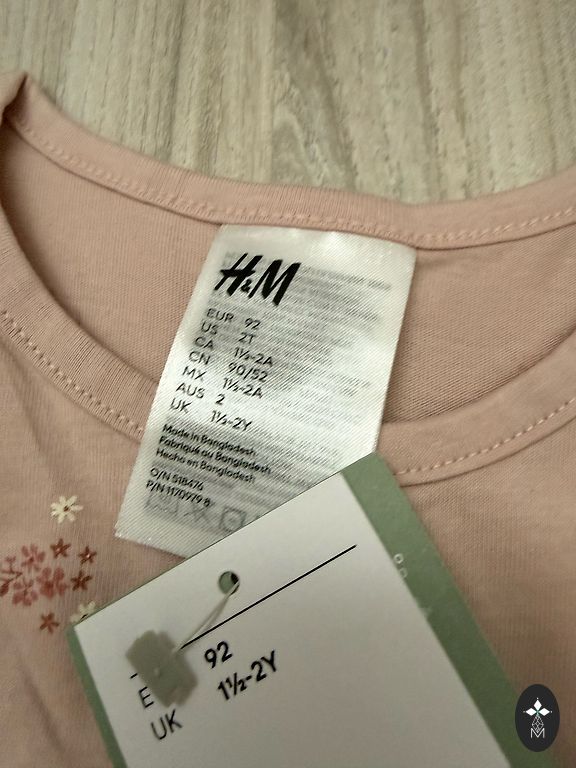 H&M
EUR 92
US 2T
CA 1½-2A
CN 90/52
MX 1½-2A
AUS 2
UK 1½-2Y
Made in Bangladesh
Fabriqué au Bangladesh
Hecho en Bangladesh
O/N 518476
P/N 1170979 8
E 92
UK 1½-2Y
M